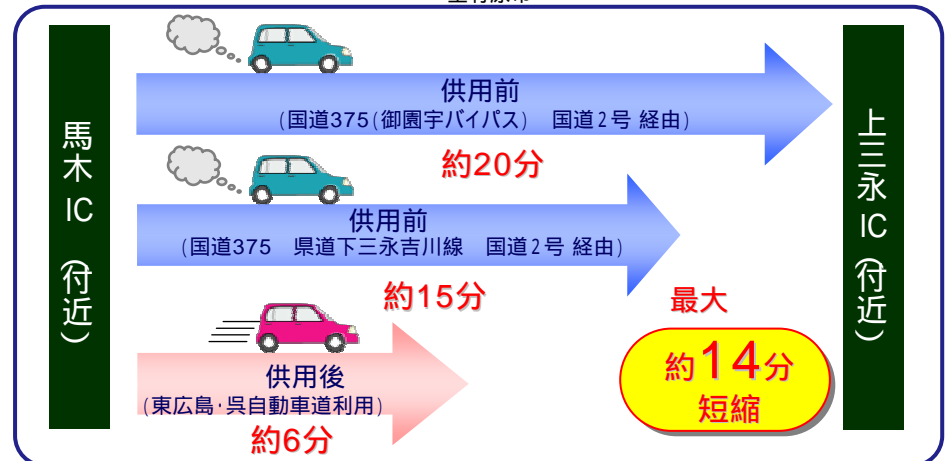 馬木IC(付近)
供用前
(国道375(御園宇バイパス) 国道2号 経由)
約20分
供用前
(国道375 県道下三永吉川線 国道2号 経由)
約15分
供用後
(東広島・呉自動車道利用)
約6分
最大
約14分
短縮
上三永IC(付近)